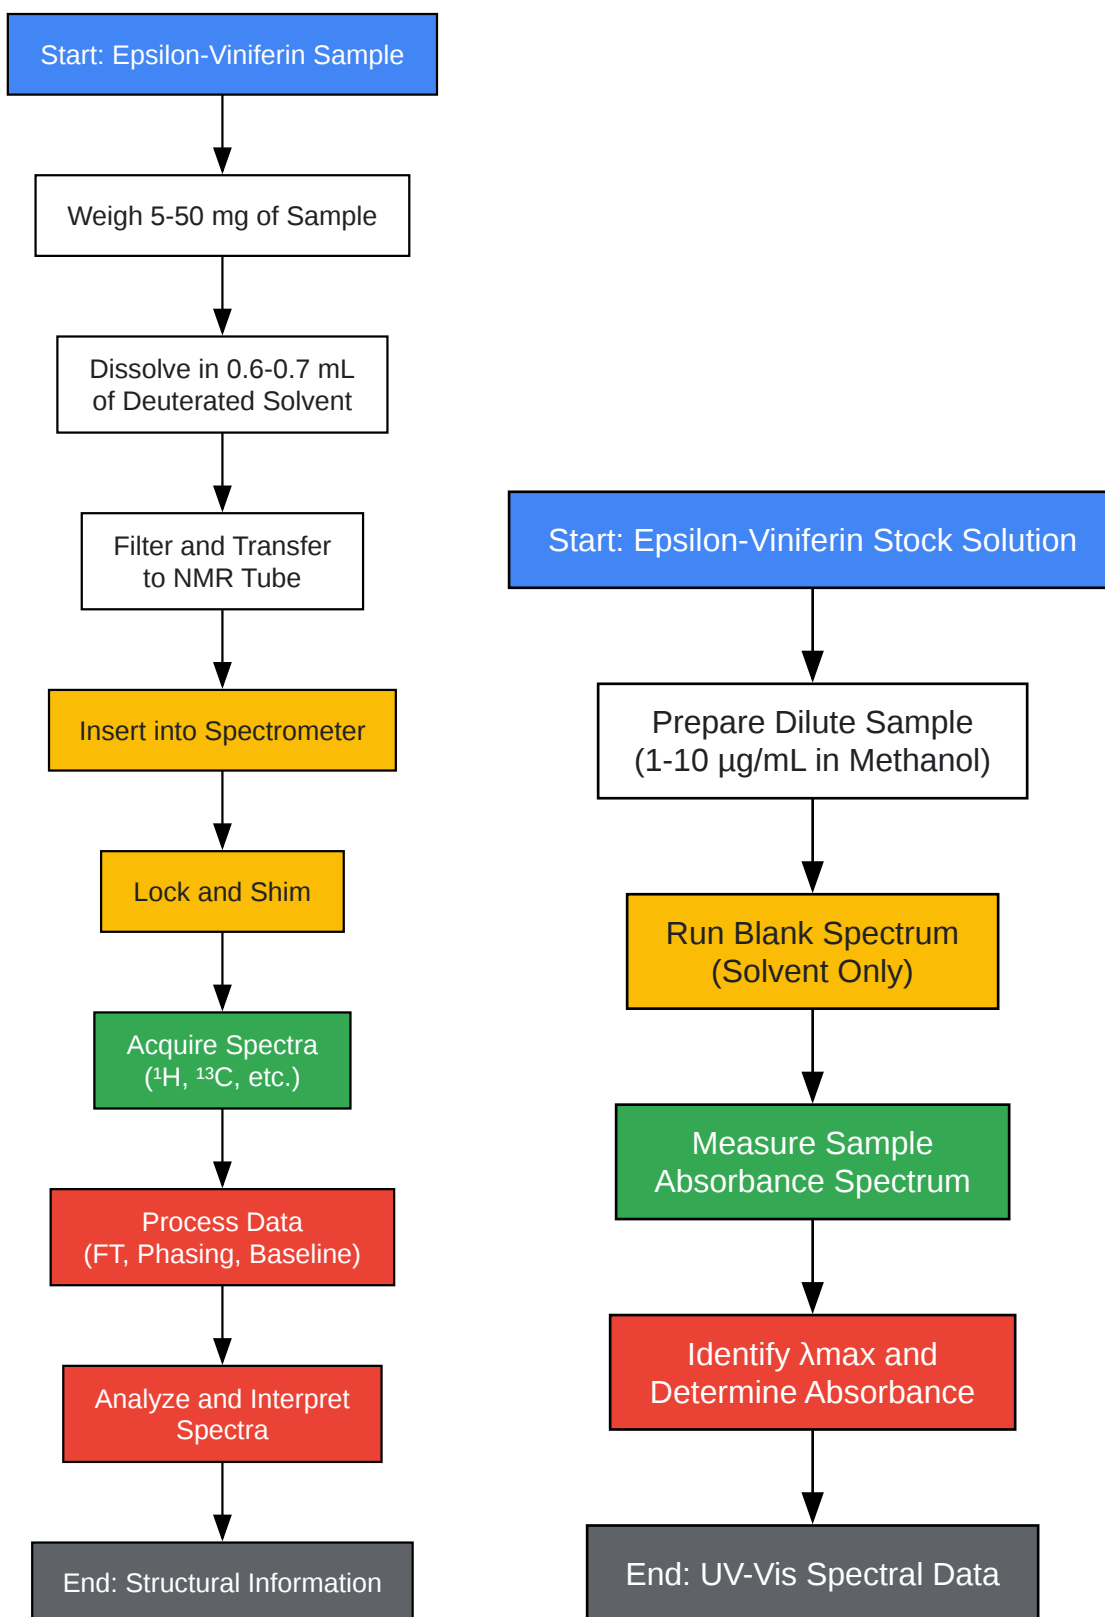 Start: Epsilon-Viniferin Sample
Weigh 5-50 mg of Sample
Dissolve in 0.6-0.7 mL
of Deuterated Solvent
Filter and Transfer
to NMR Tube
Insert into Spectrometer
Lock and Shim
Acquire Spectra
(¹H, ¹³C, etc.)
Process Data
(FT, Phasing, Baseline)
Analyze and Interpret
Spectra
End: Structural Information
Start: Epsilon-Viniferin Stock Solution
Prepare Dilute Sample
(1-10 µg/mL in Methanol)
Run Blank Spectrum
(Solvent Only)
Measure Sample
Absorbance Spectrum
Identify λmax and
Determine Absorbance
End: UV-Vis Spectral Data